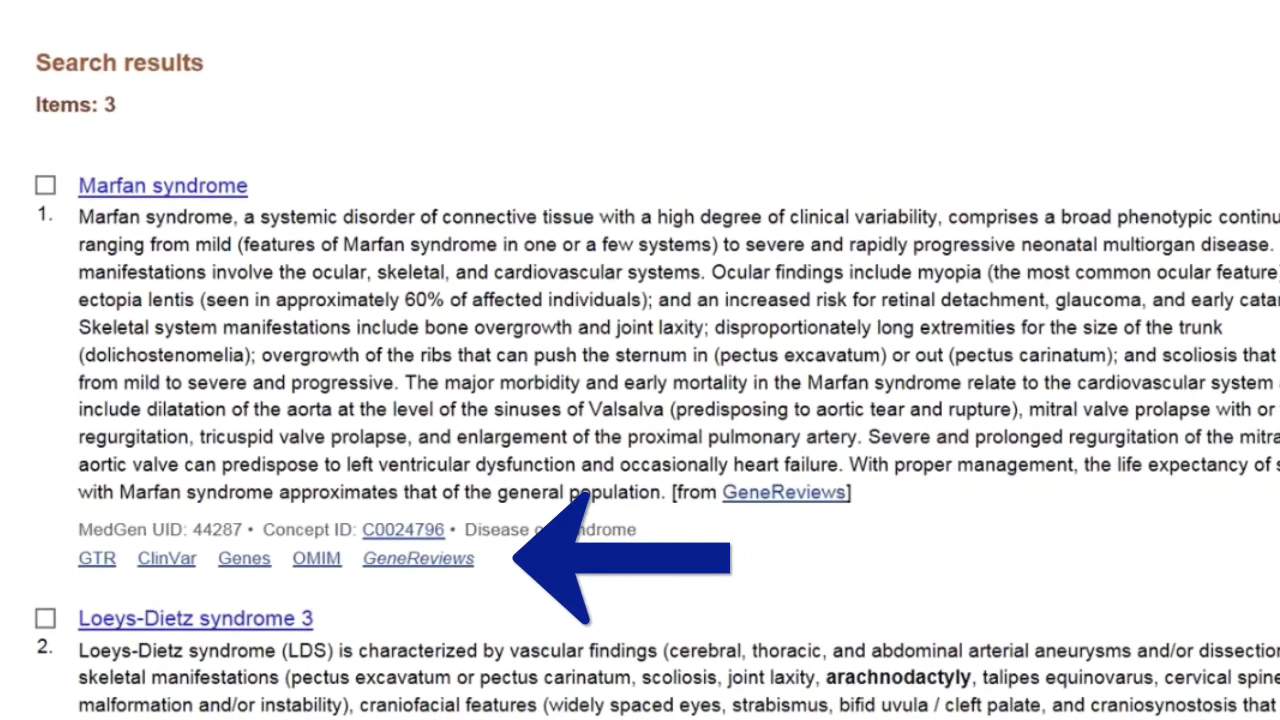 Search results
Items: 3
Marfan syndrome
1. Marfan syndrome, a systemic disorder of connective tissue with a high degree of clinical variability, comprises a broad phenotypic
ranging from mild (features of Marfan syndrome in one or a few systems) to severe and rapidly progressive neonatal multiorgan disease.
manifestations involve the ocular, skeletal, and cardiovascular systems. Ocular findings include myopia (the most common ocular feature)
ectopia lentis (seen in approximately 60% of affected individuals); and an increased risk for retinal detachment, glaucoma, and early
Skeletal system manifestations include bone overgrowth and joint laxity; disproportionately long extremities for the size of the trunk
(dolichostenomelia); overgrowth of the ribs that can push the sternum in (pectus excavatum) or out (pectus carinatum); and scoliosis that
from mild to severe and progressive. The major morbidity and early mortality in the Marfan syndrome relate to the cardiovascular system
include dilatation of the aorta at the level of the sinuses of Valsalva (predisposing to aortic tear and rupture), mitral valve prolapse with or
regurgitation, tricuspid valve prolapse, and enlargement of the proximal pulmonary artery. Severe and prolonged regurgitation of the
aortic valve can predispose to left ventricular dysfunction and occasionally heart failure. With proper management, the life expectancy of
with Marfan syndrome approximates that of the general population. [from GeneReviews]
MedGen UID: 44287 • Concept ID: C0024796 • Disease
GTR ClinVar Genes OMIM GeneReviews
Loeys-Dietz syndrome 3
2. Loeys-Dietz syndrome (LDS) is characterized by vascular findings (cerebral, thoracic, and abdominal arterial aneurysms and/or
skeletal manifestations (pectus excavatum or pectus carinatum, scoliosis, joint laxity, arachnodactyly, talipes equinovarus, cervical
malformation and/or instability), craniofacial features (widely spaced eyes, strabismus, bifid uvula / cleft palate, and craniosynostosis that